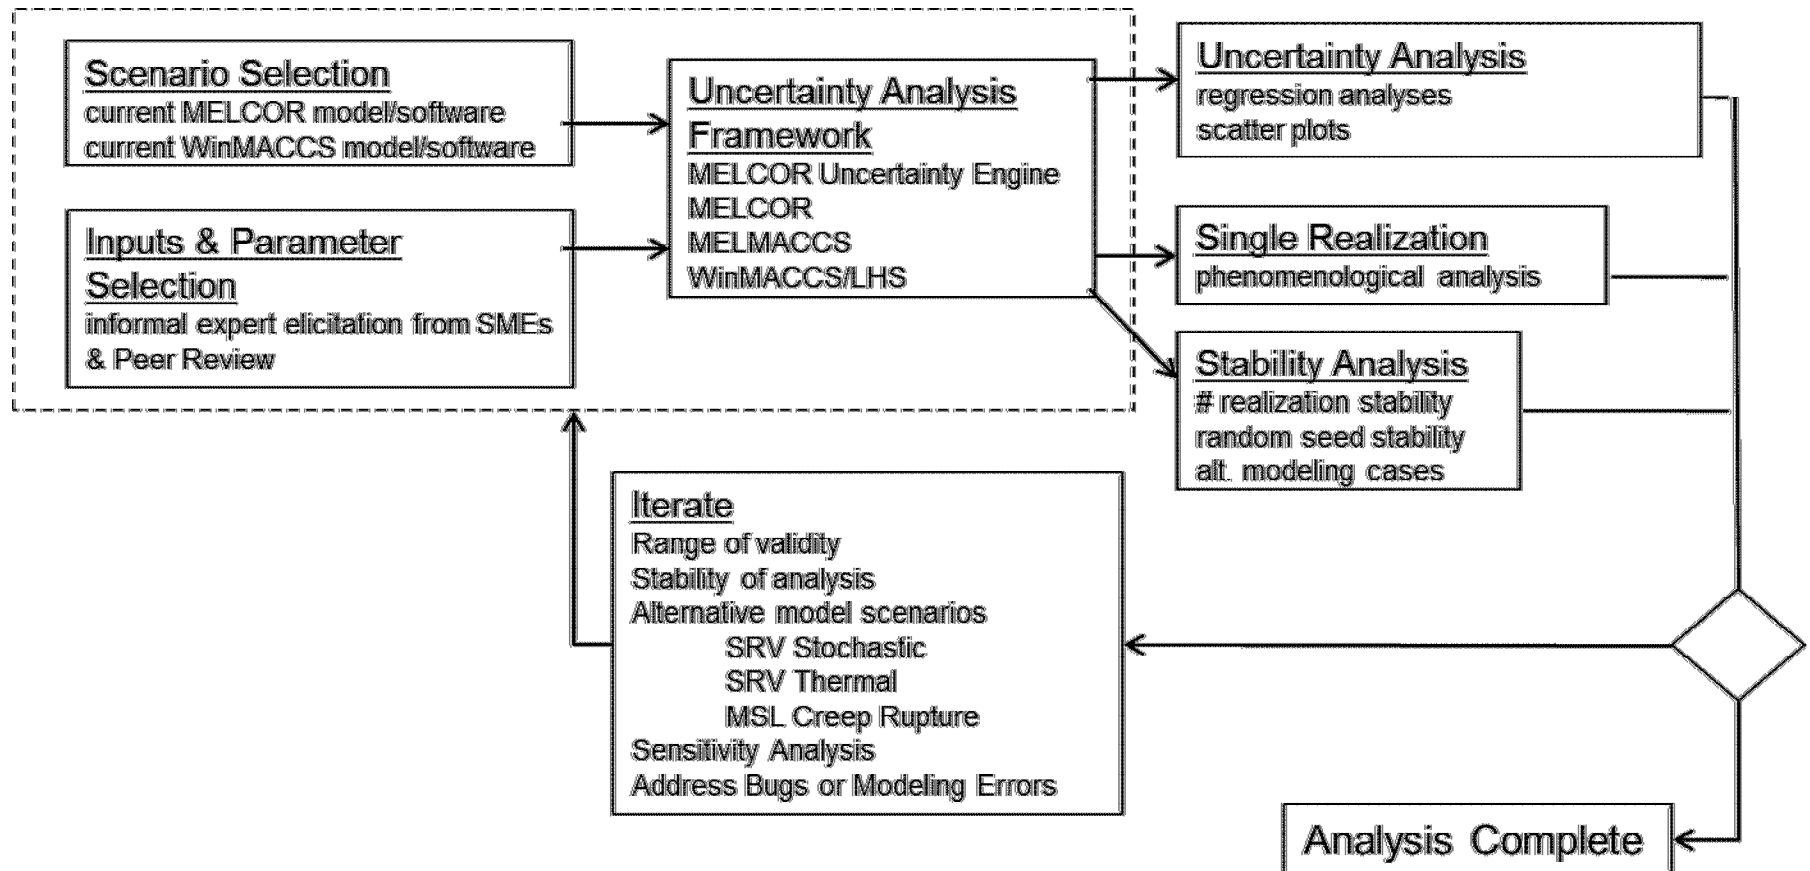 Scenario Selection
current MELCOR model/software
current WinMACCS model/software
Inputs & Parameter
Selection
informal expert elicitation from SMEs
& Peer Review
Uncertainty Analysis
Framework
MELCOR Uncertainty Engine
MELCOR
MELMACCS
WinMACCS/LHS
Uncertainty Analysis
regression analyses
scatter plots
Single Realization
phenomenological analysis
Stability Analysis
# realization stability
random seed stability
alt. modeling cases
Iterate
Range of validity
Stability of analysis
Alternative model scenarios
SRV Stochastic
SRV Thermal
MSL Creep Rupture
Sensitivity Analysis
Address Bugs or Modeling Errors
Analysis Complete